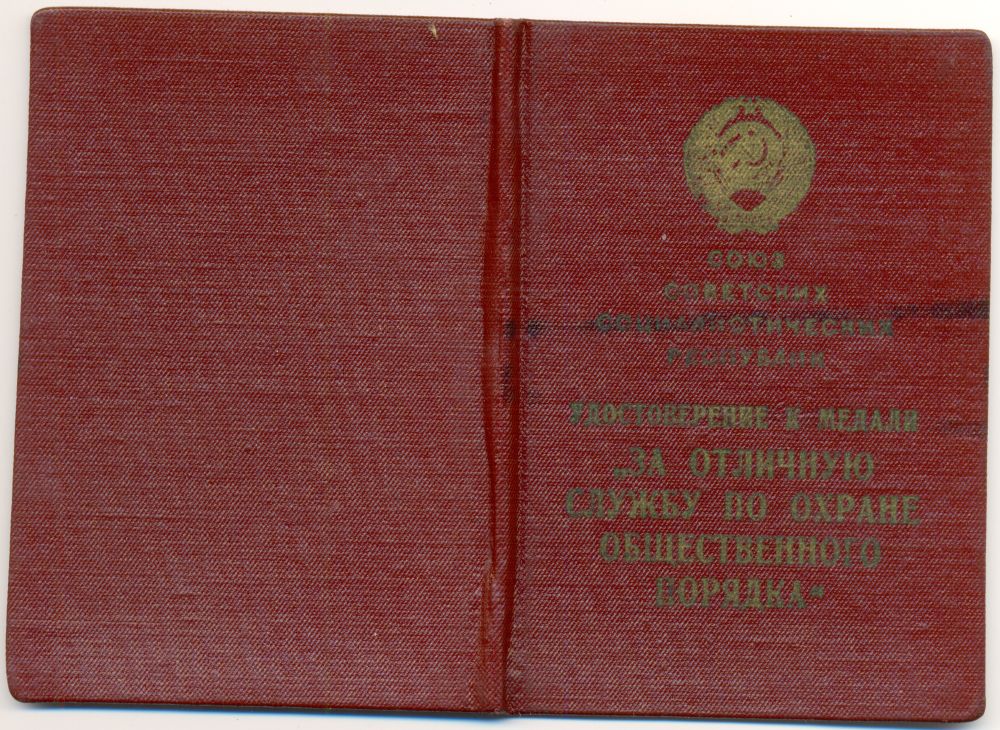 СОЮЗ
СОВЕТСКИХ
СОЦИАЛИСТИЧЕСКИХ
РЕСПУБЛИК
УДОСТОВЕРЕНИЕ К МЕДАЛИ
„ЗА ОТЛИЧНУЮ
СЛУЖБУ ПО ОХРАНЕ
ОБЩЕСТВЕННОГО
ПОРЯДКА“